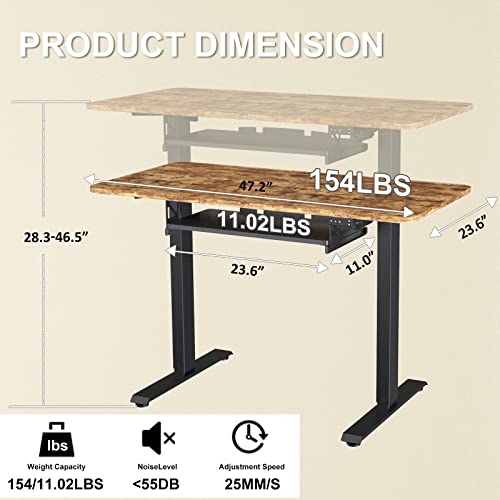 PRODUCT DIMENSION
47.2”
154LBS
11.02LBS
28.3-46.5”
23.6”
11.0”
23.6”
lbs
Weight Capacity
154/11.02LBS
NoiseLevel
<55DB
Adjustment Speed
25MM/S